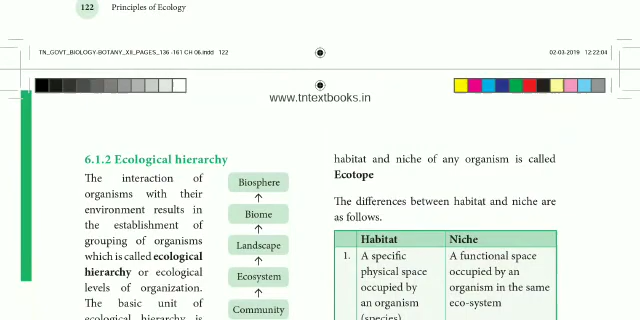 122 Principles of Ecology
TN_GOVT_BIOLOGY-BOTANY_XII_PAGES_136 -161 CH 06.indd 122
02-03-2019 12:22:04
www.tntextbooks.in
6.1.2 Ecological hierarchy
The interaction of
organisms with their
environment results in
the establishment of
grouping of organisms
which is called ecological
hierarchy or ecological
levels of organization.
The basic unit of
ecological hierarchy is
Biosphere
Biome
Landscape
Ecosystem
Community
habitat and niche of any organism is called
Ecotope
The differences between habitat and niche are
as follows.
Habitat Niche
1. A specific A functional space
physical space occupied by an
occupied by organism in the same
an organism eco-system
(species)